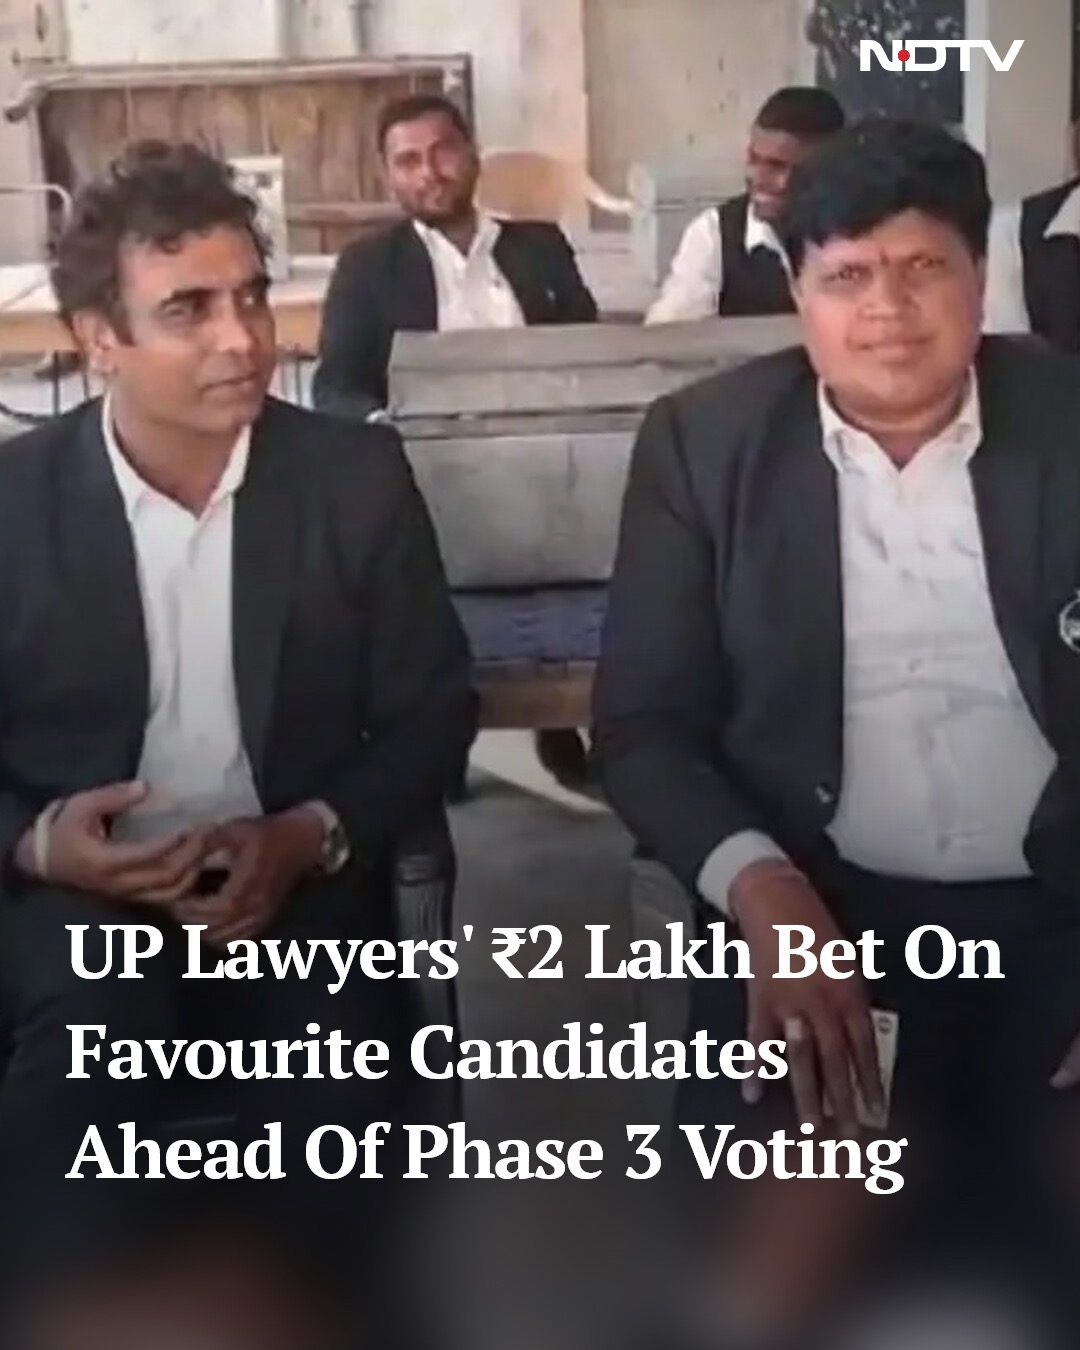 NDTV
UP Lawyers' ₹2 Lakh Bet On
Favourite Candidates
Ahead Of Phase 3 Voting